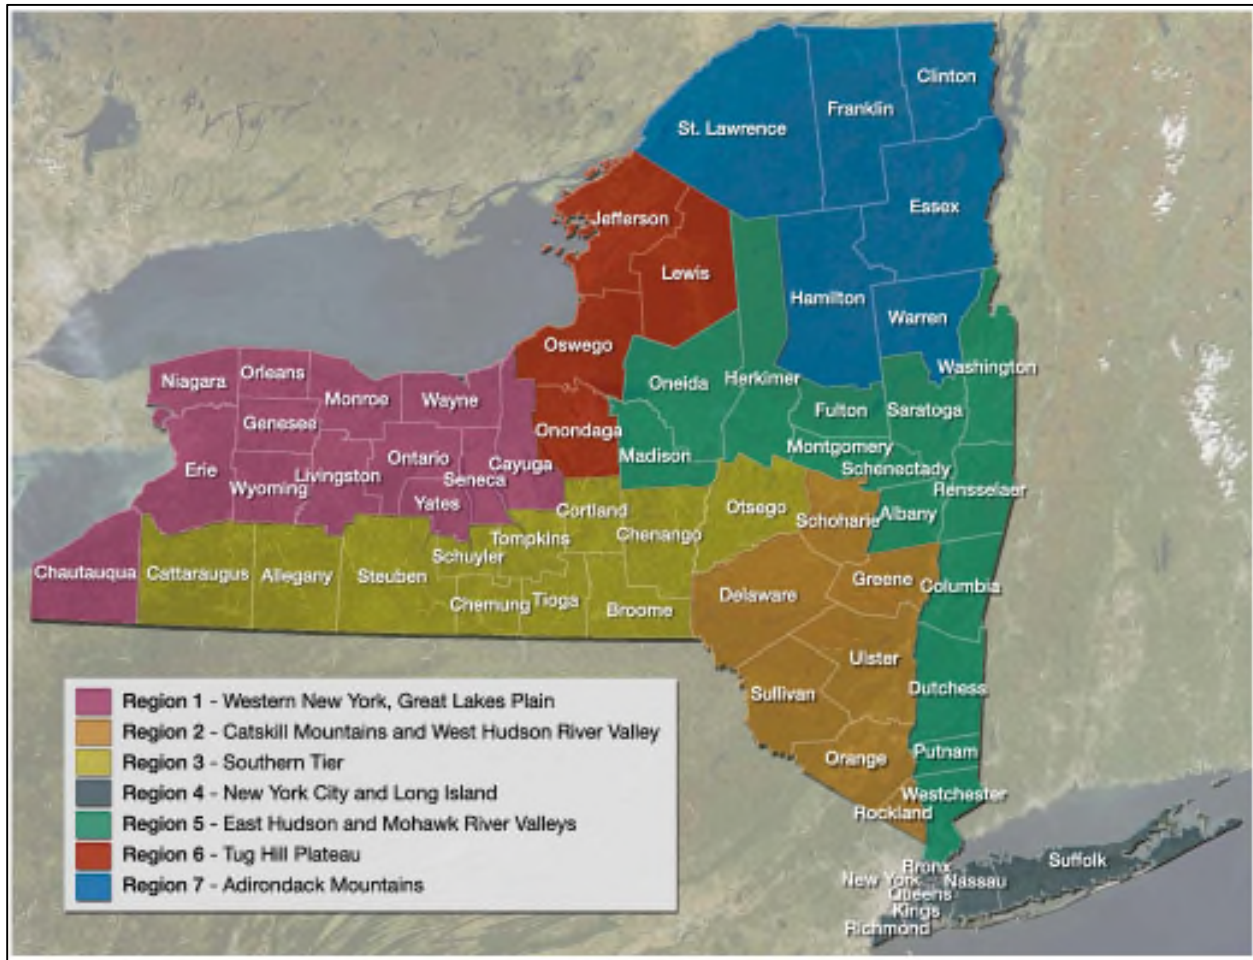 Clinton
Franklin
St. Lawrence
Essex
Jefferson
Lewis
Hamilton
Warren
Oswego
Washington
Niagara
Orleans
Monroe
Wayne
Oneida
Herkimer
Fulton
Saratoga
Genesee
Onondaga
Montgomery
Madison
Schenectady
Erie
Wyoming
Livingston
Ontario
Cayuga
Seneca
Yates
Rensselaer
Albany
Cortland
Otsego
Schoharie
Chenango
Tompkins
Schuyler
Chautauqua
Cattaraugus
Allegany
Steuben
Chemung
Tioga
Broome
Delaware
Greene
Columbia
Ulster
Sullivan
Dutchess
Orange
Putnam
Westchester
Rockland
Bronx
New York
Nassau
Suffolk
Queens
Kings
Richmond
Region 1 - Western New York, Great Lakes Plain
Region 2 - Catskill Mountains and West Hudson River Valley
Region 3 - Southern Tier
Region 4 - New York City and Long Island
Region 5 - East Hudson and Mohawk River Valleys
Region 6 - Tug Hill Plateau
Region 7 - Adirondack Mountains